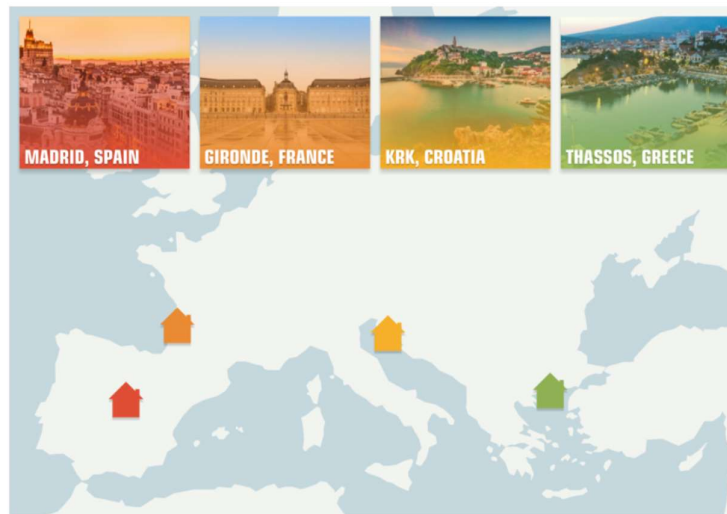 MADRID, SPAIN
GIRONDE, FRANCE
KRK, CROATIA
THASSOS, GREECE